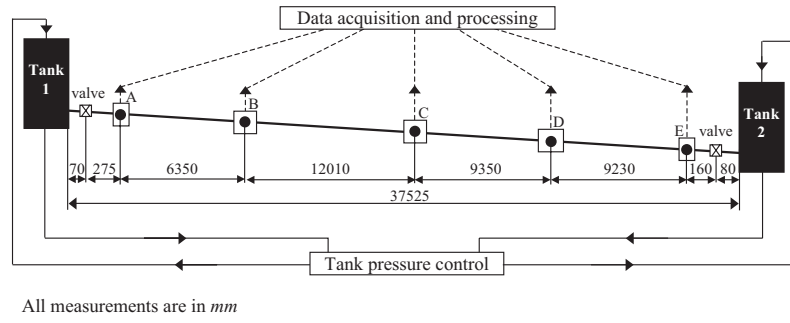 Data acquisition and processing
Tank
1
valve
A
B
C
D
E
valve
Tank
2
70
275
6350
12010
9350
9230
160
80
37525
Tank pressure control
All measurements are in mm